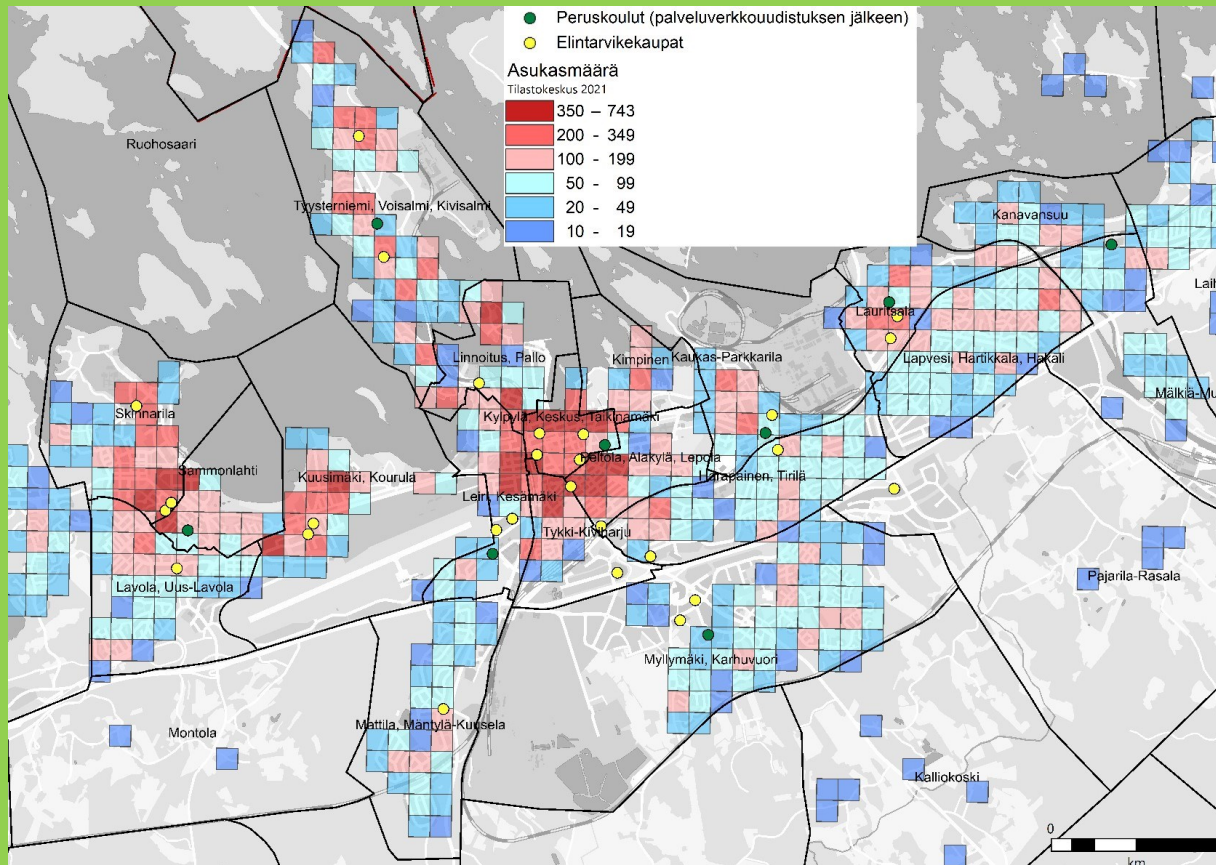 Peruskoulut (palveluverkkouudistuksen jälkeen)
Elintarvikekaupat
Asukasmäärä
Tilastokeskus 2021
350 – 743
200 - 349
100 - 199
50 - 99
20 - 49
10 - 19
Ruohosaari
Tyysterniemi, Voisalmi, Kivisalmi
Kanavansuu
Lauritsala
Linnoitus, Pallo
Kimpinen
Kaukas-Parkkarila
Lapvesi, Hartikkala, Hakali
Mälkiä-Mu
Skinnarila
Kylpylä, Keskus, Taikinamäki
Sammonlahti
Kuusimäki, Kourula
Peltola, Alakylä, Lepola
Harapainen, Tirilä
Leiri, Kesämäki
Tykki-Kiviharju
Lavola, Uus-Lavola
Pajarila-Rasala
Myllymäki, Karhuvuori
Mattila, Mäntylä-Kuusela
Montola
Kalliokoski
0
km